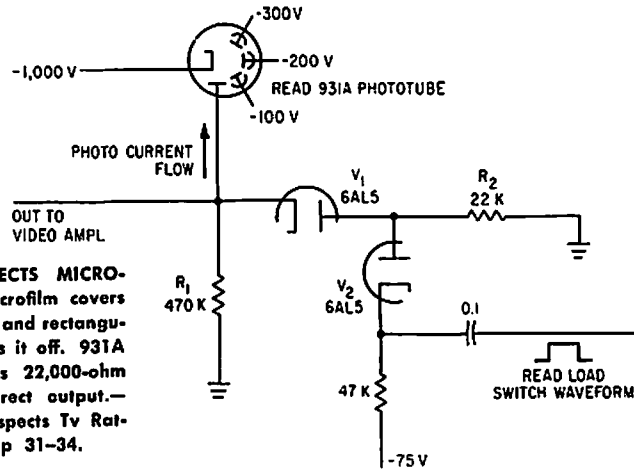 -300V
-1,000 V
-200 V
READ 931A PHOTOTUBE
-100V
PHOTO CURRENT
FLOW
V1
6AL5
R2
22 K
OUT TO
VIDEO AMPL
R1
470 K
V2
6AL5
0.1
READ LOAD
SWITCH WAVEFORM
47 K
-75 V
ECTS MICRO-
crofilm covers
and rectangu-
s it off. 931A
s 22,000-ohm
rect output.—
spects Tv Rat-
p 31–34.